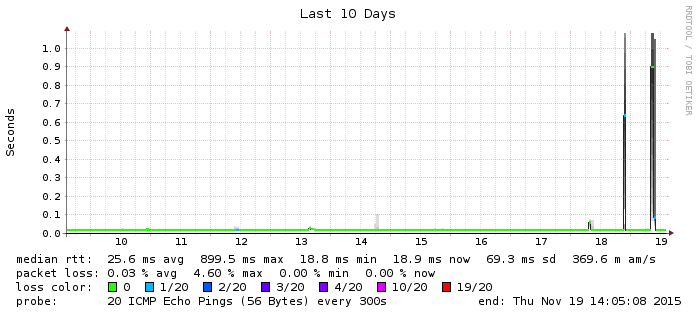 Last 10 Days
RRDTOOL / TOBI OETIKER
Seconds
1.0
0.9
0.8
0.7
0.6
0.5
0.4
0.3
0.2
0.1
0.0
10 11 12 13 14 15 16 17 18 19
median rtt: 25.6 ms avg 899.5 ms max 18.8 ms min 18.9 ms now 69.3 ms sd 369.6 m am/s
packet loss: 0.03 % avg 4.60 % max 0.00 % min 0.00 % now
loss color: 0 1/20 2/20 3/20 4/20 10/20 19/20
probe: 20 ICMP Echo Pings (56 Bytes) every 300s end: Thu Nov 19 14:05:08 2015